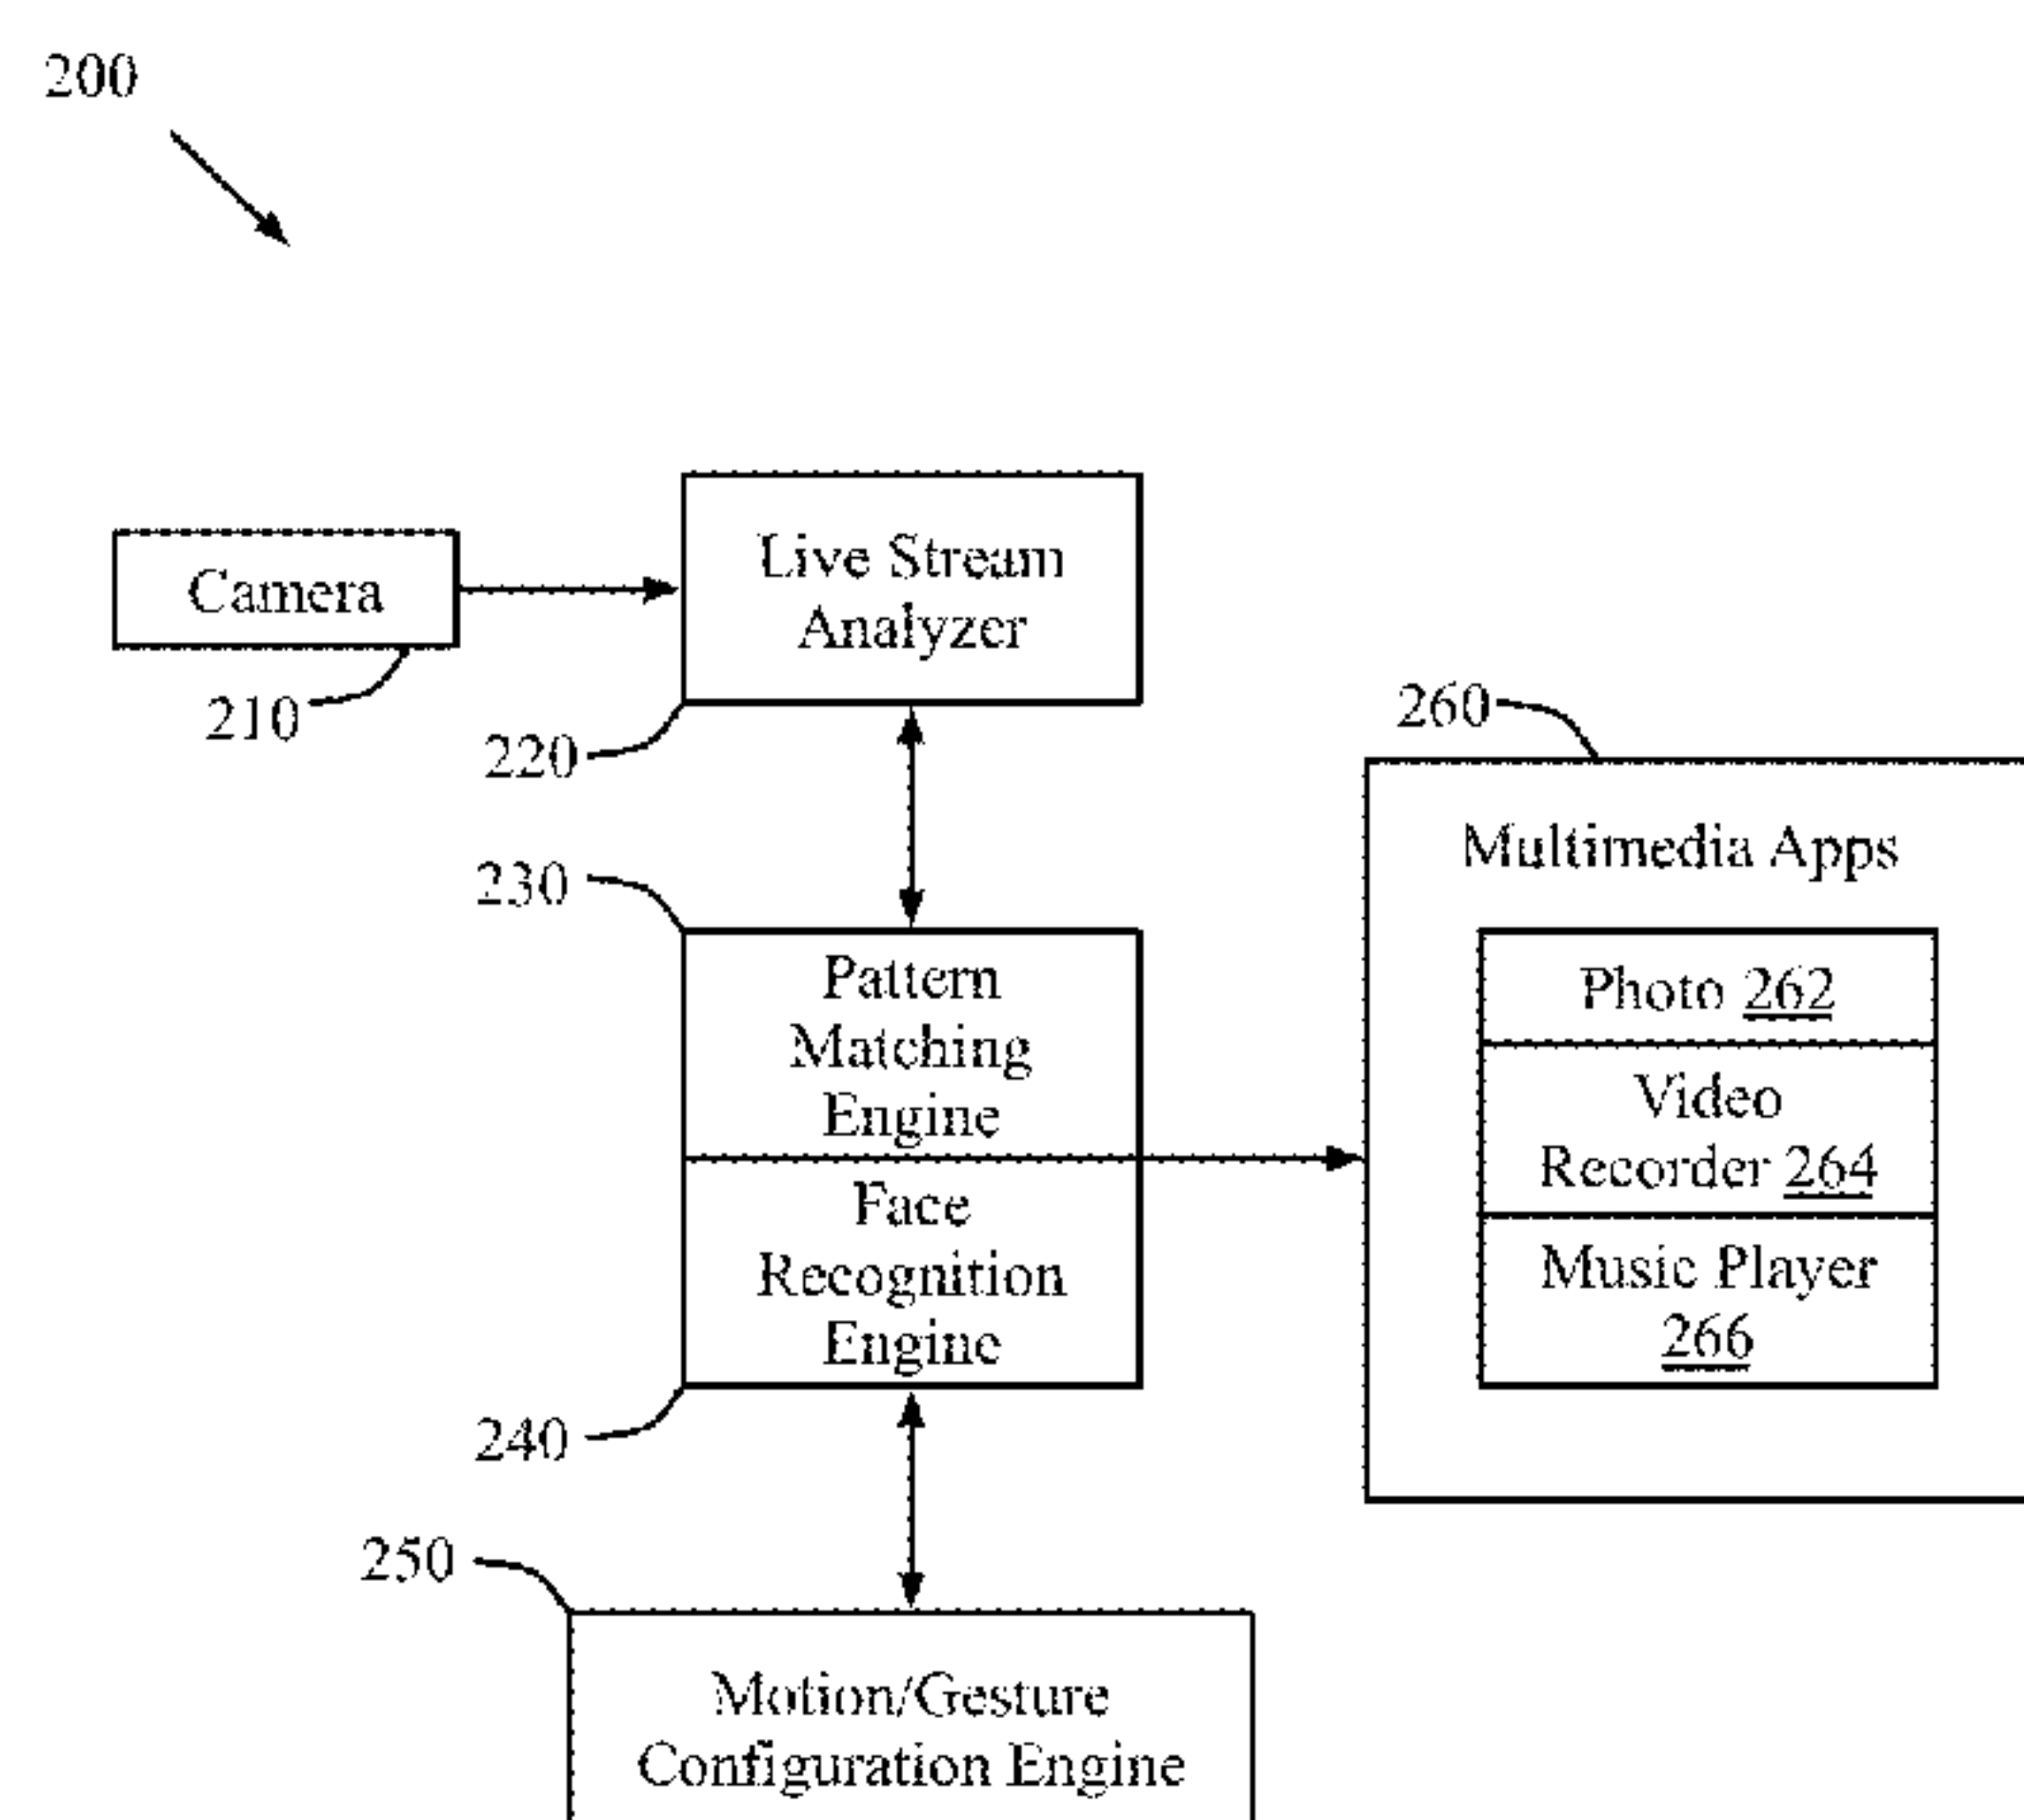 200
Camera
210
Live Stream
Analyzer
220
230
Pattern
Matching
Engine
Face
Recognition
Engine
240
250
Motion/Gesture
Configuration Engine
260
Multimedia Apps
Photo 262
Video
Recorder 264
Music Player
266